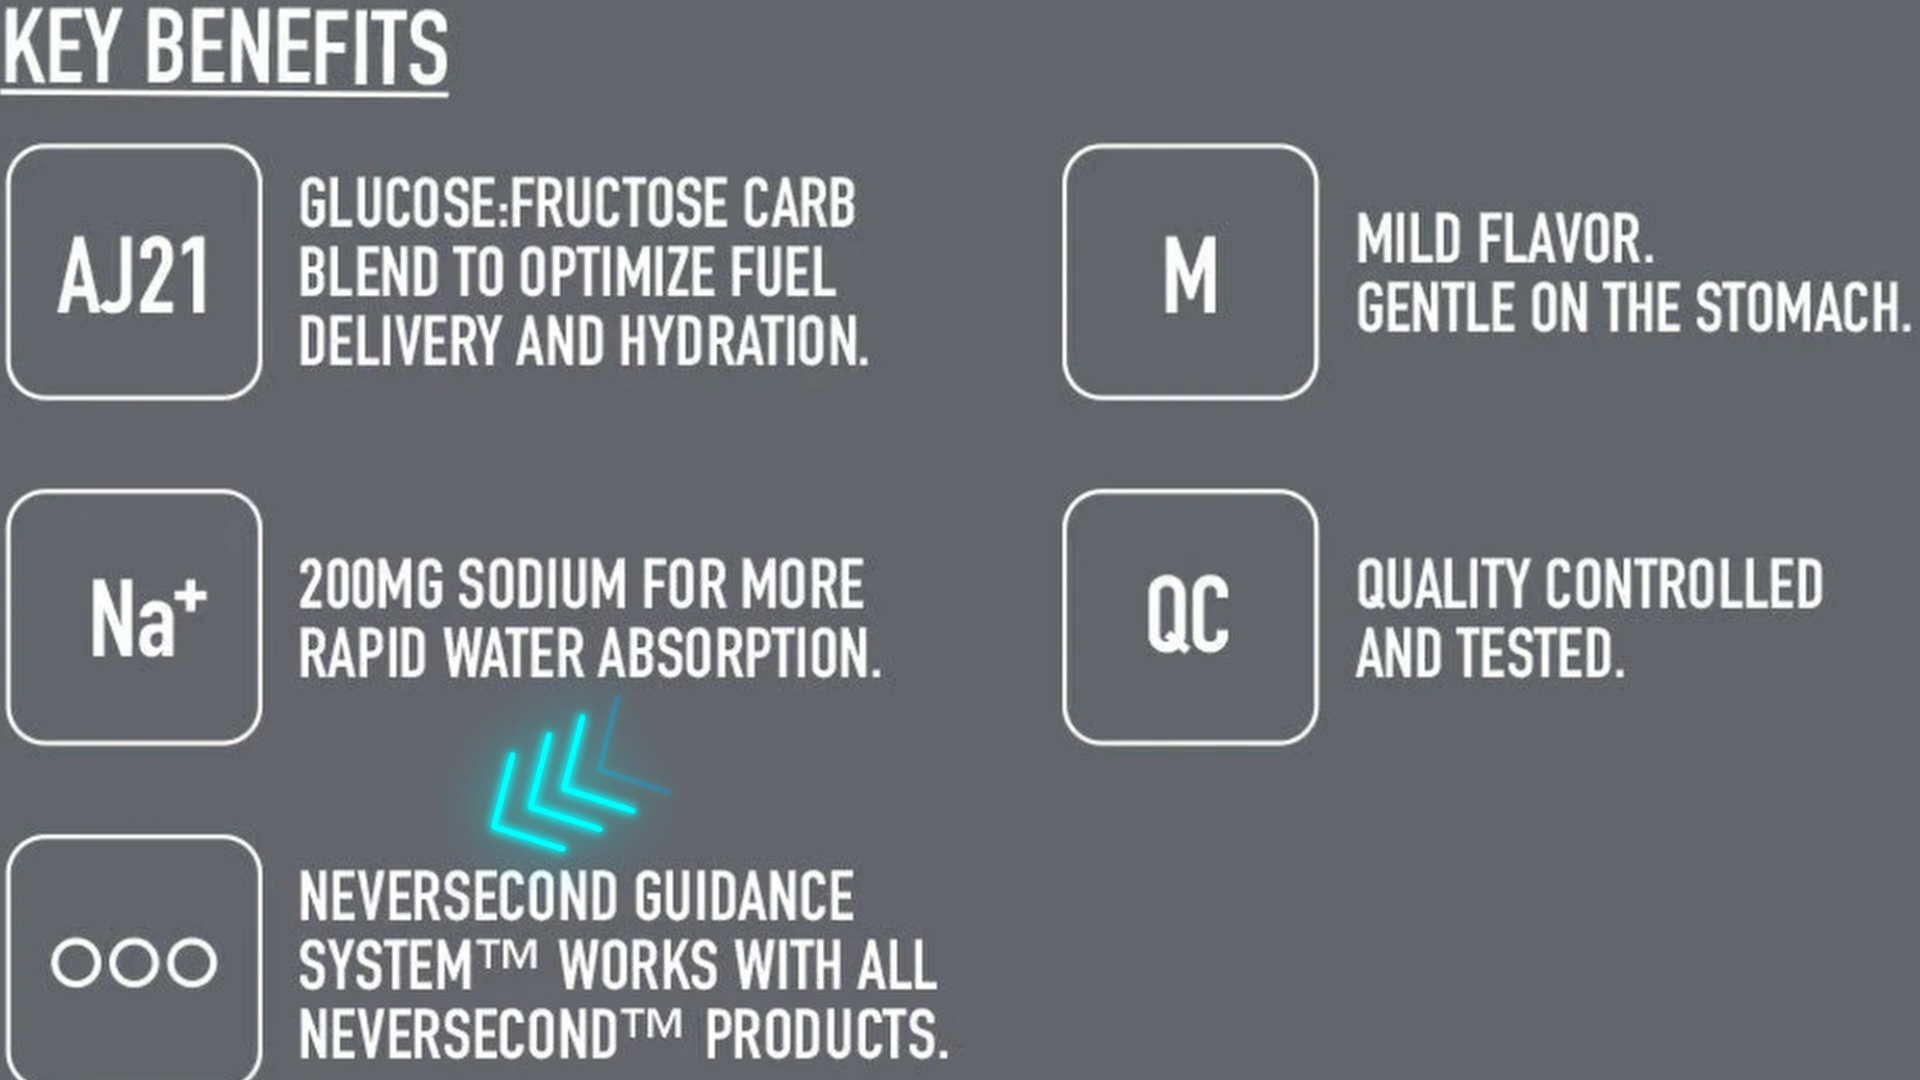 KEY BENEFITS
AJ21
GLUCOSE:FRUCTOSE CARB
BLEND TO OPTIMIZE FUEL
DELIVERY AND HYDRATION.
M
MILD FLAVOR.
GENTLE ON THE STOMACH.
Na⁺
200MG SODIUM FOR MORE
RAPID WATER ABSORPTION.
QC
QUALITY CONTROLLED
AND TESTED.
NEVERSECOND GUIDANCE
SYSTEM™ WORKS WITH ALL
NEVERSECOND™ PRODUCTS.